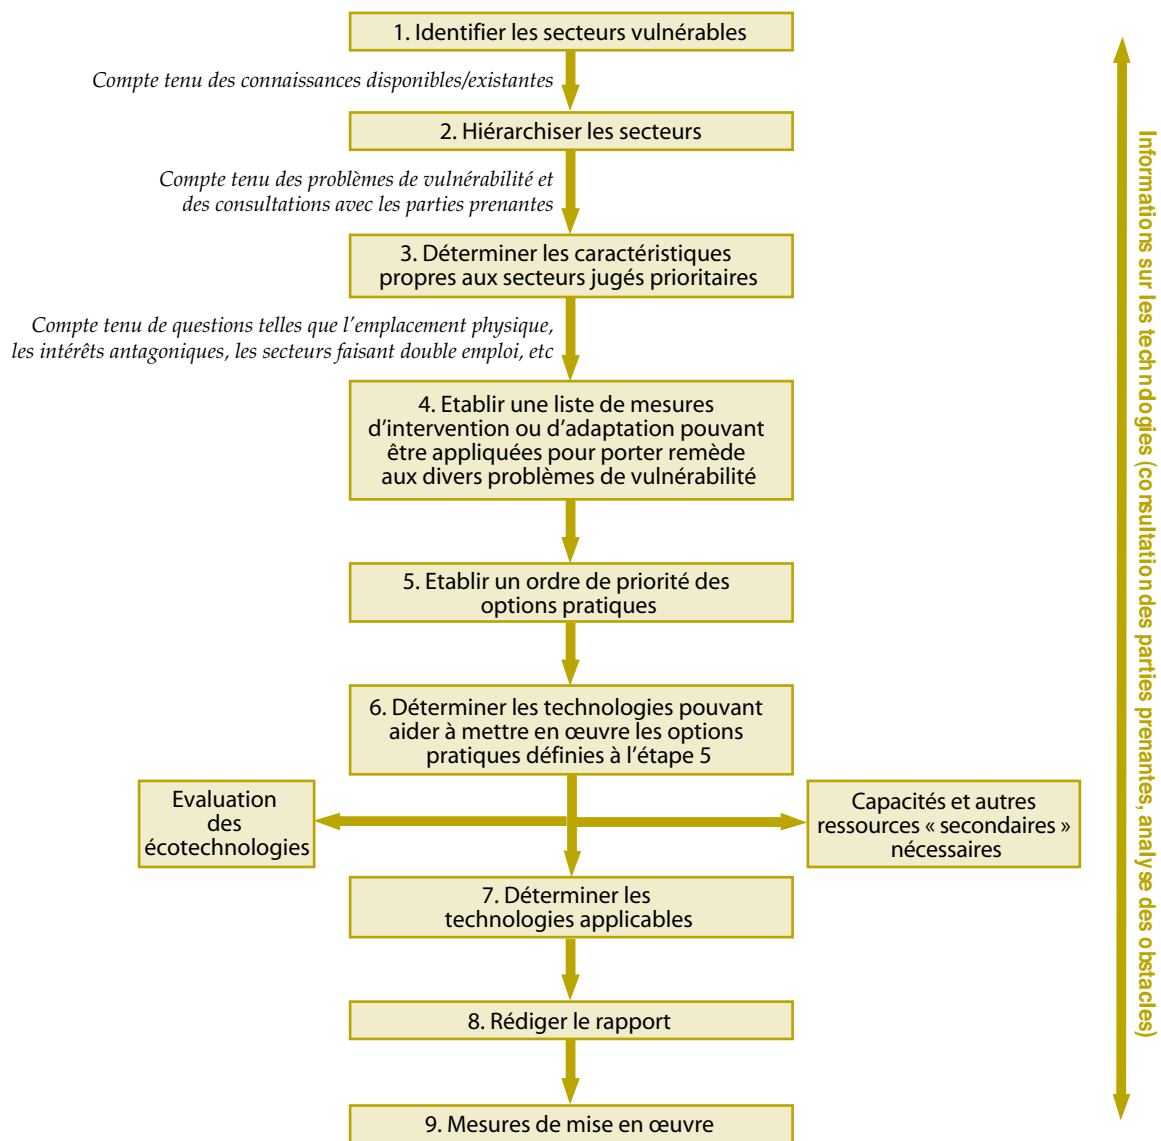 1. Identifier les secteurs vulnérables
Compte tenu des connaissances disponibles/existantes
2. Hiérarchiser les secteurs
Compte tenu des problèmes de vulnérabilité et
des consultations avec les parties prenantes
3. Déterminer les caractéristiques
propres aux secteurs jugés prioritaires
Compte tenu de questions telles que l'emplacement physique,
les intérêts antagoniques, les secteurs faisant double emploi, etc
4. Etablir une liste de mesures
d'intervention ou d'adaptation pouvant
être appliquées pour porter remède
aux divers problèmes de vulnérabilité
5. Etablir un ordre de priorité des
options pratiques
6. Déterminer les technologies pouvant
aider à mettre en œuvre les options
pratiques définies à l'étape 5
Evaluation
des
écotechnologies
Capacités et autres
ressources « secondaires »
nécessaires
7. Déterminer les
technologies applicables
8. Rédiger le rapport
9. Mesures de mise en œuvre
Informations sur les technologies (consultation des parties prenantes, analyse des obstacles)